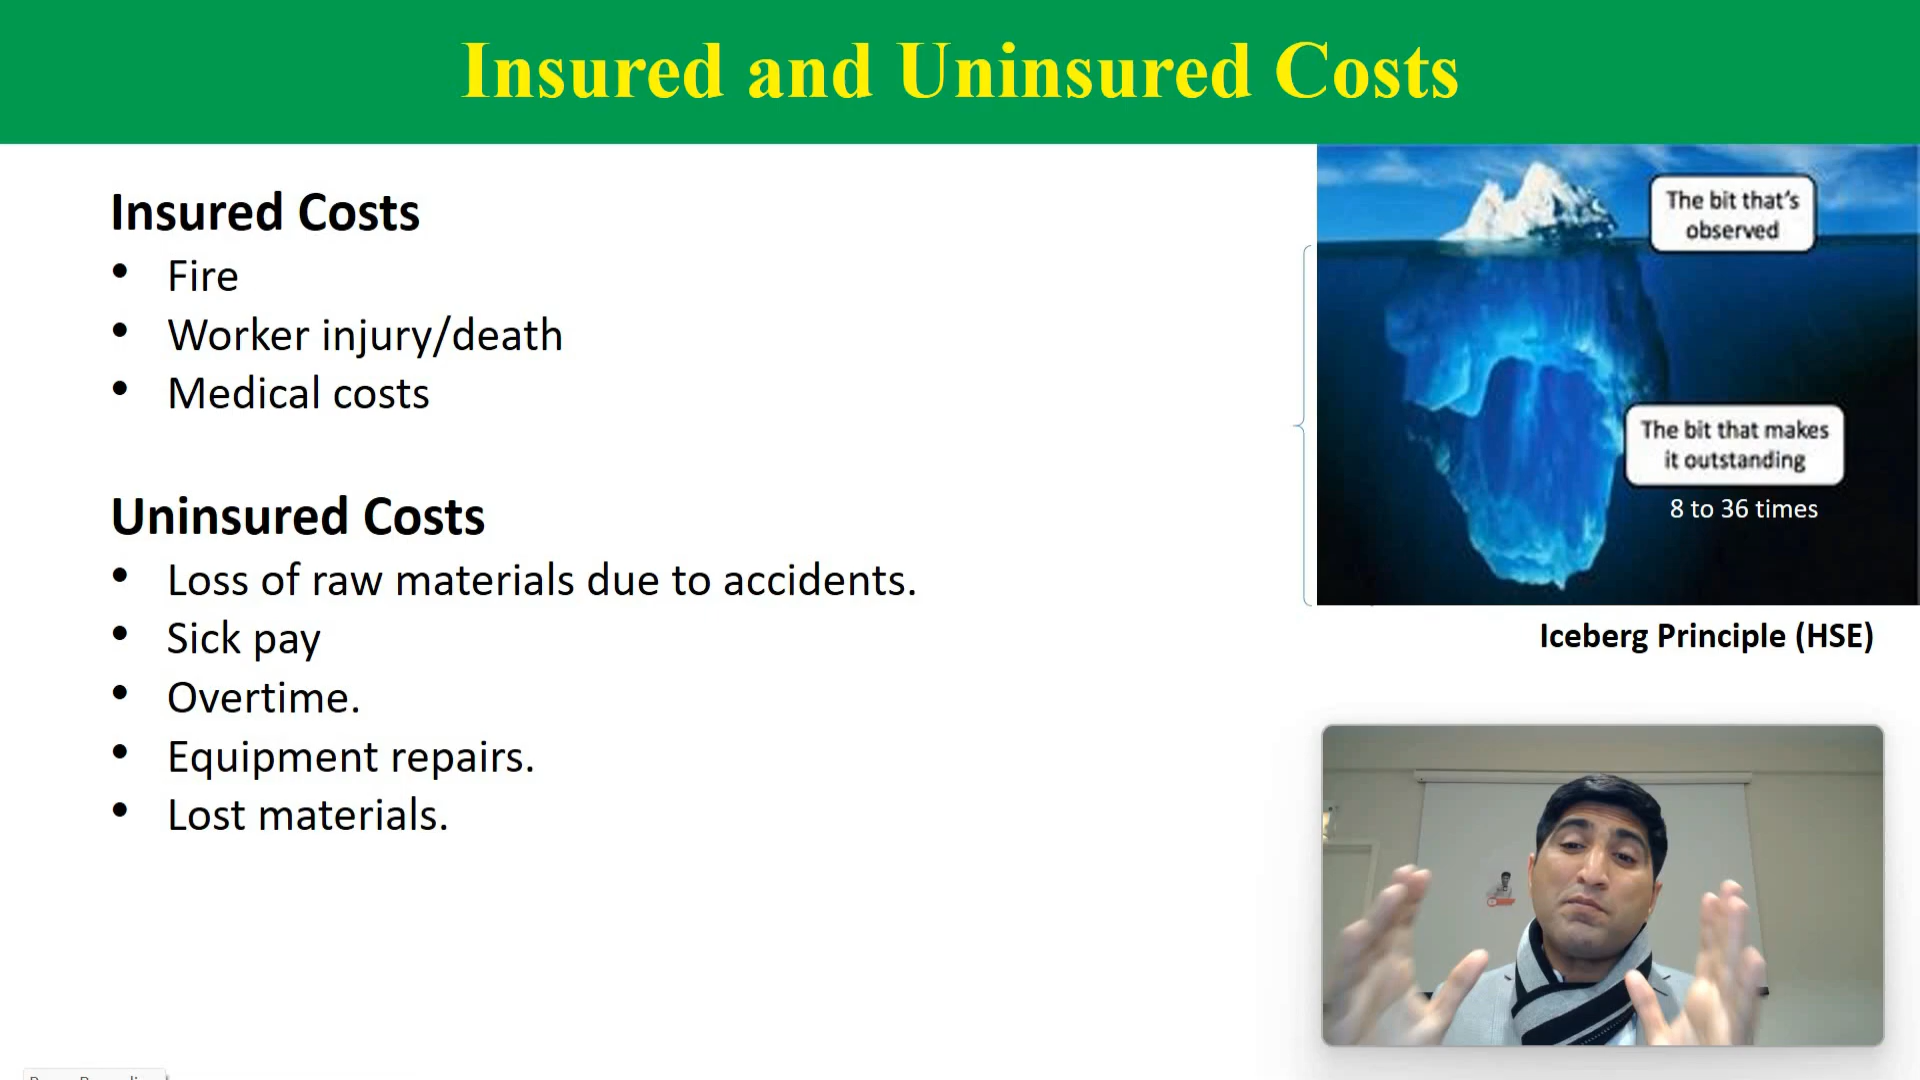 Insured and Uninsured Costs
Insured Costs
• Fire
• Worker injury/death
• Medical costs
Uninsured Costs
• Loss of raw materials due to accidents.
• Sick pay
• Overtime.
• Equipment repairs.
• Lost materials.
The bit that's
observed
The bit that makes
it outstanding
8 to 36 times
Iceberg Principle (HSE)